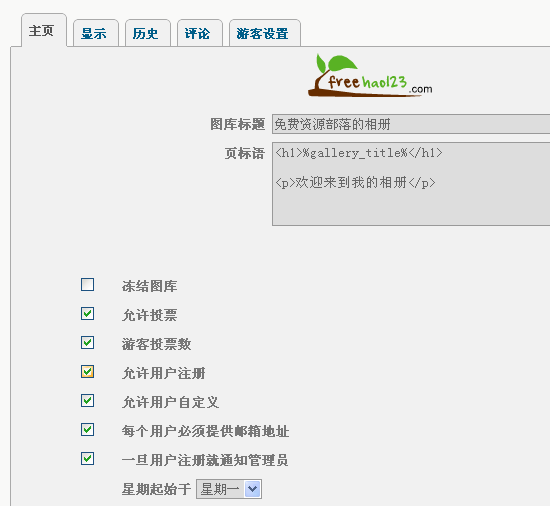 主页 显示 历史 评论 游客设置
freehao123.com
图库标题 免费资源部落的相册
页标语 <h1>%gallery_title%</h1>
<p>欢迎来到我的相册</p>
冻结图库
允许投票
游客投票数
允许用户注册
允许用户自定义
每个用户必须提供邮箱地址
一旦用户注册就通知管理员
星期起始于 星期一